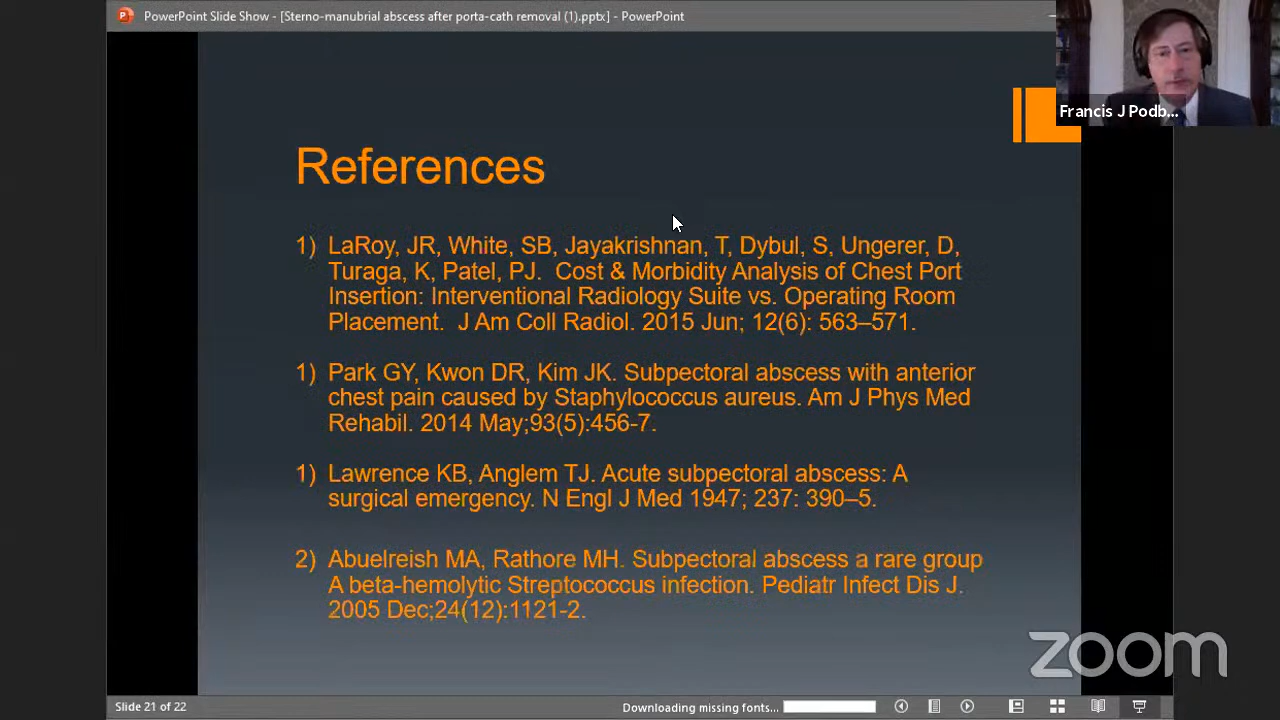 PowerPoint Slide Show - [Sterno-manubrial abscess after porta-cath removal (1).pptx] - PowerPoint
Francis J Podb...
References
1) LaRoy, JR, White, SB, Jayakrishnan, T, Dybul, S, Ungerer, D,
Turaga, K, Patel, PJ. Cost & Morbidity Analysis of Chest Port
Insertion: Interventional Radiology Suite vs. Operating Room
Placement. J Am Coll Radiol. 2015 Jun; 12(6): 563–571.
1) Park GY, Kwon DR, Kim JK. Subpectoral abscess with anterior
chest pain caused by Staphylococcus aureus. Am J Phys Med
Rehabil. 2014 May;93(5):456-7.
1) Lawrence KB, Anglem TJ. Acute subpectoral abscess: A
surgical emergency. N Engl J Med 1947; 237: 390–5.
2) Abuelreish MA, Rathore MH. Subpectoral abscess a rare group
A beta-hemolytic Streptococcus infection. Pediatr Infect Dis J.
2005 Dec;24(12):1121-2.
zoom
Slide 21 of 22
Downloading missing fonts...